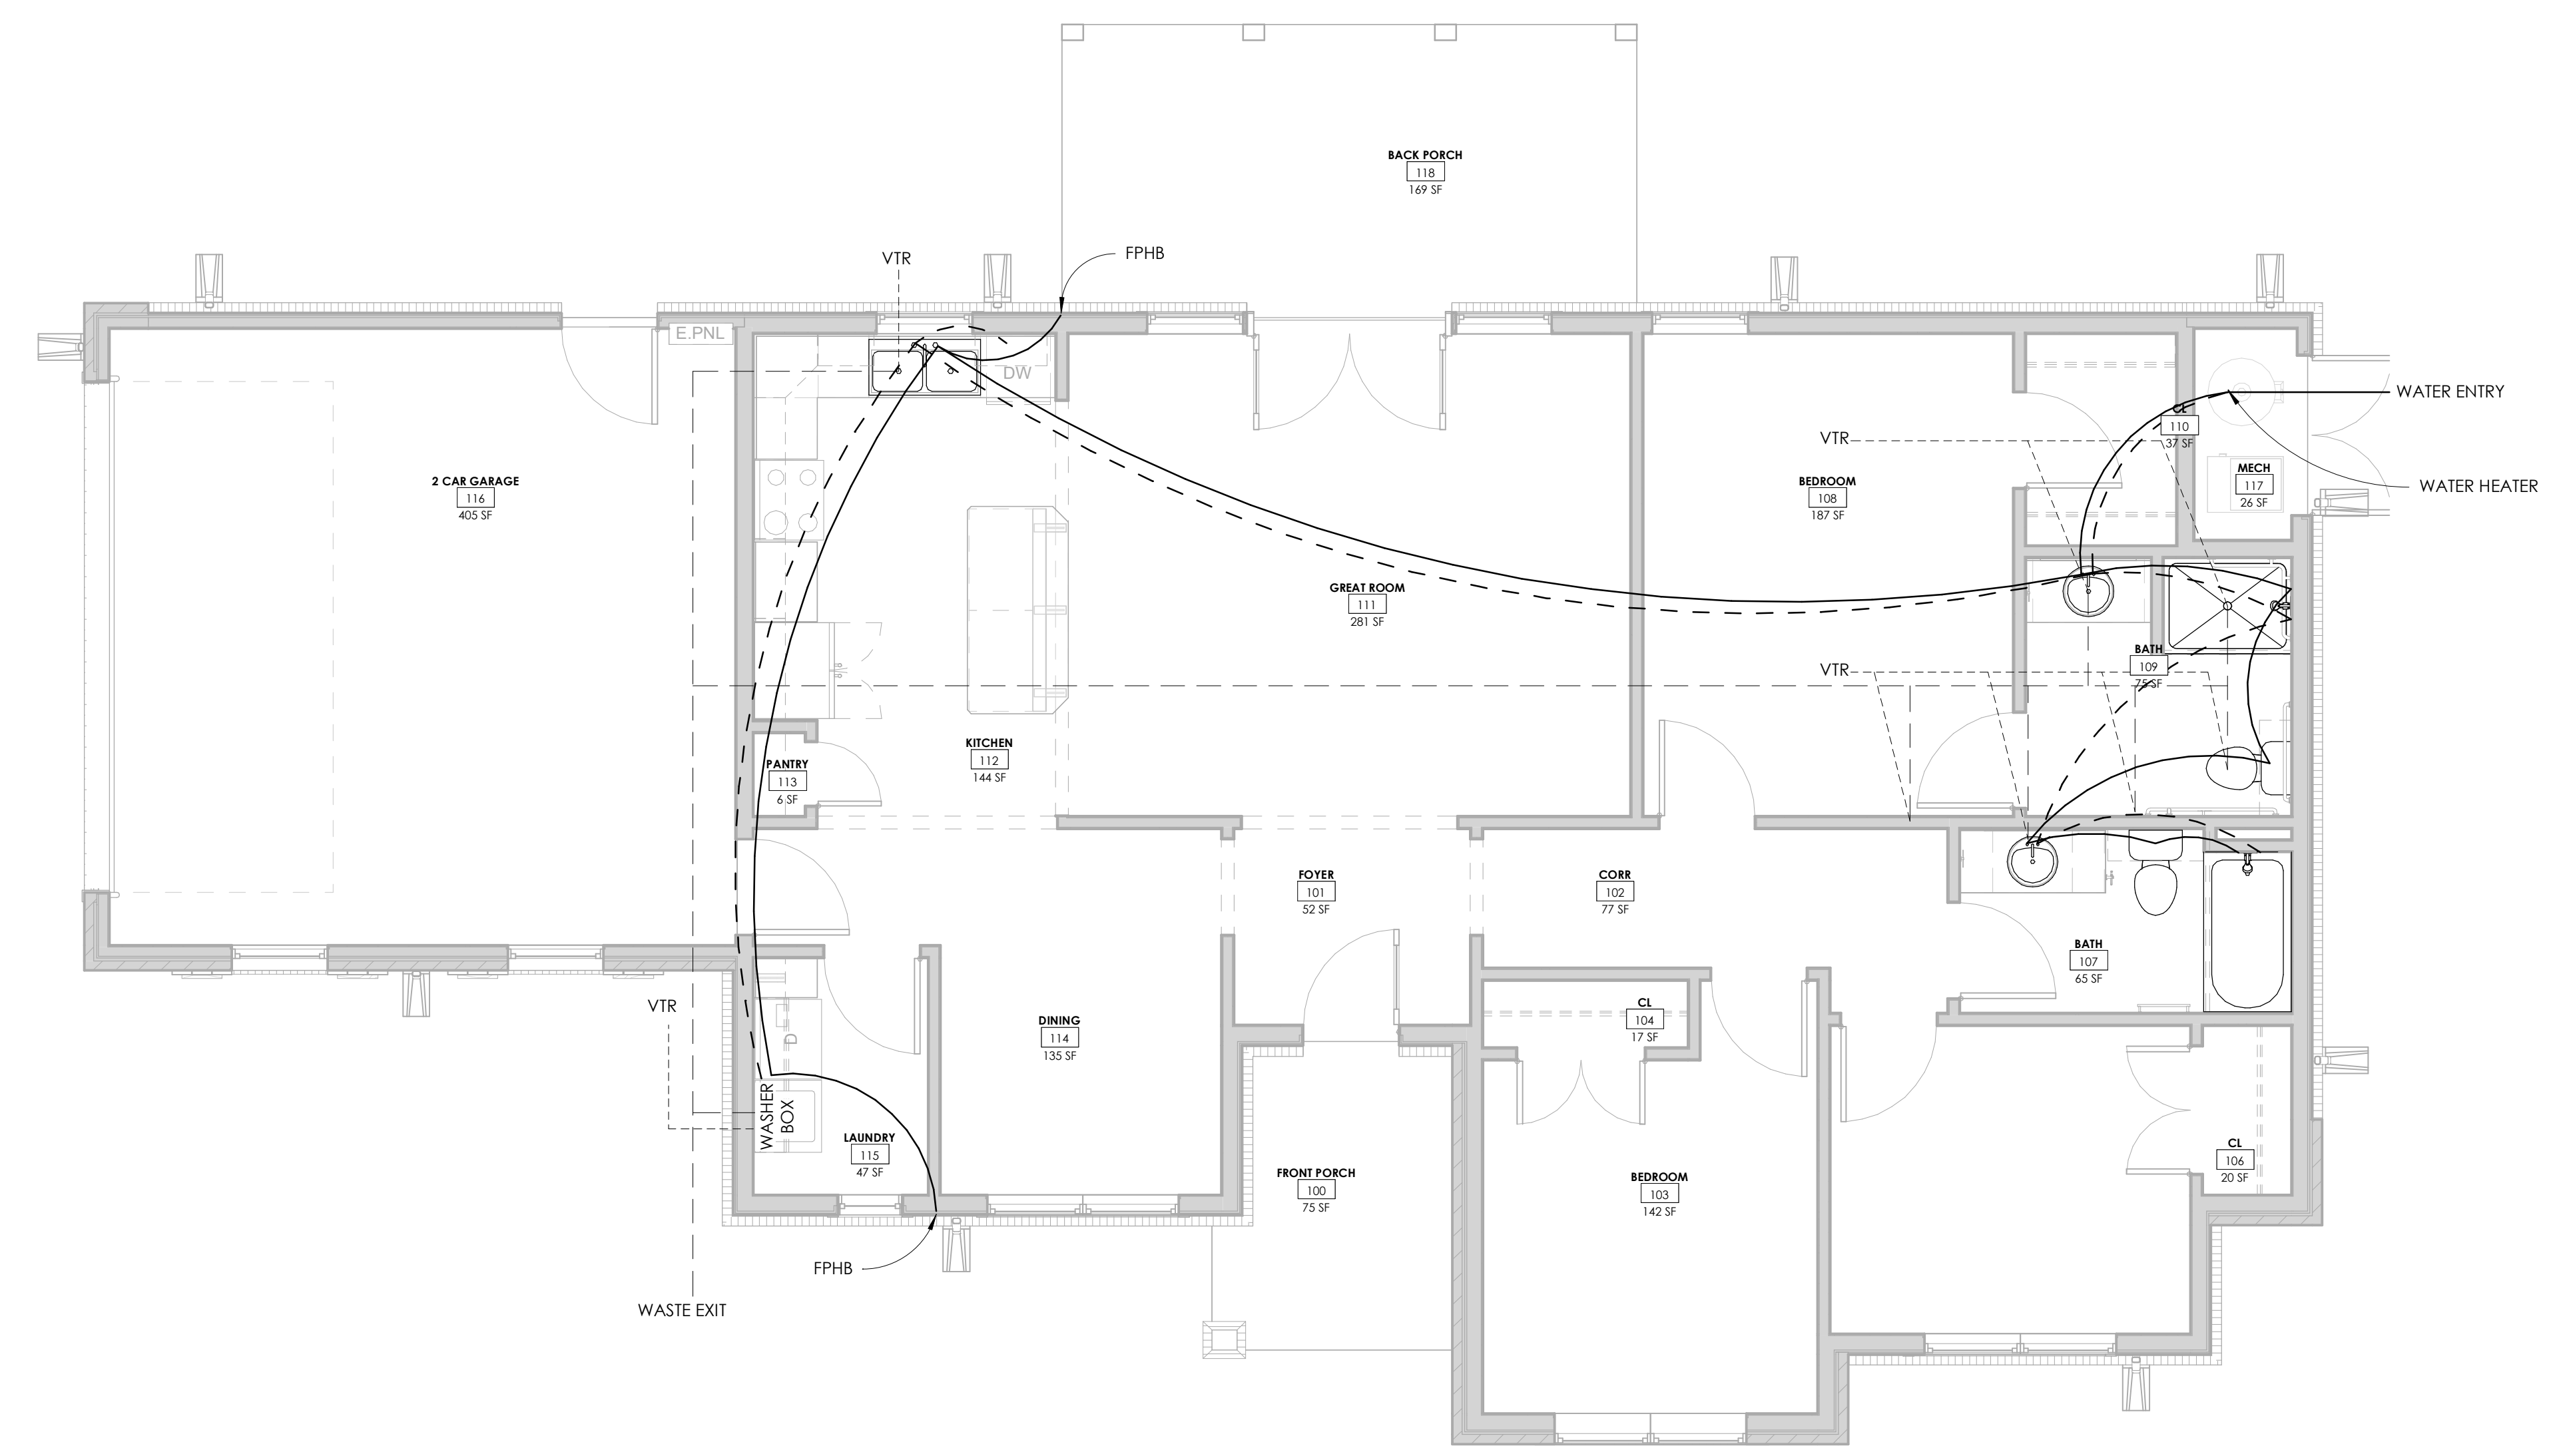 BACK PORCH
118
169 SF
VTR
FPHB
E.PNL
DW
WATER ENTRY
CL
110
37 SF
VTR
MECH
117
26 SF
WATER HEATER
2 CAR GARAGE
116
405 SF
BEDROOM
108
187 SF
GREAT ROOM
111
281 SF
BATH
109
75 SF
VTR
KITCHEN
112
144 SF
PANTRY
113
6 SF
FOYER
101
52 SF
CORR
102
77 SF
BATH
107
65 SF
VTR
DINING
114
135 SF
CL
104
17 SF
D
WASHER
BOX
LAUNDRY
115
47 SF
FRONT PORCH
100
75 SF
BEDROOM
103
142 SF
CL
106
20 SF
FPHB
WASTE EXIT